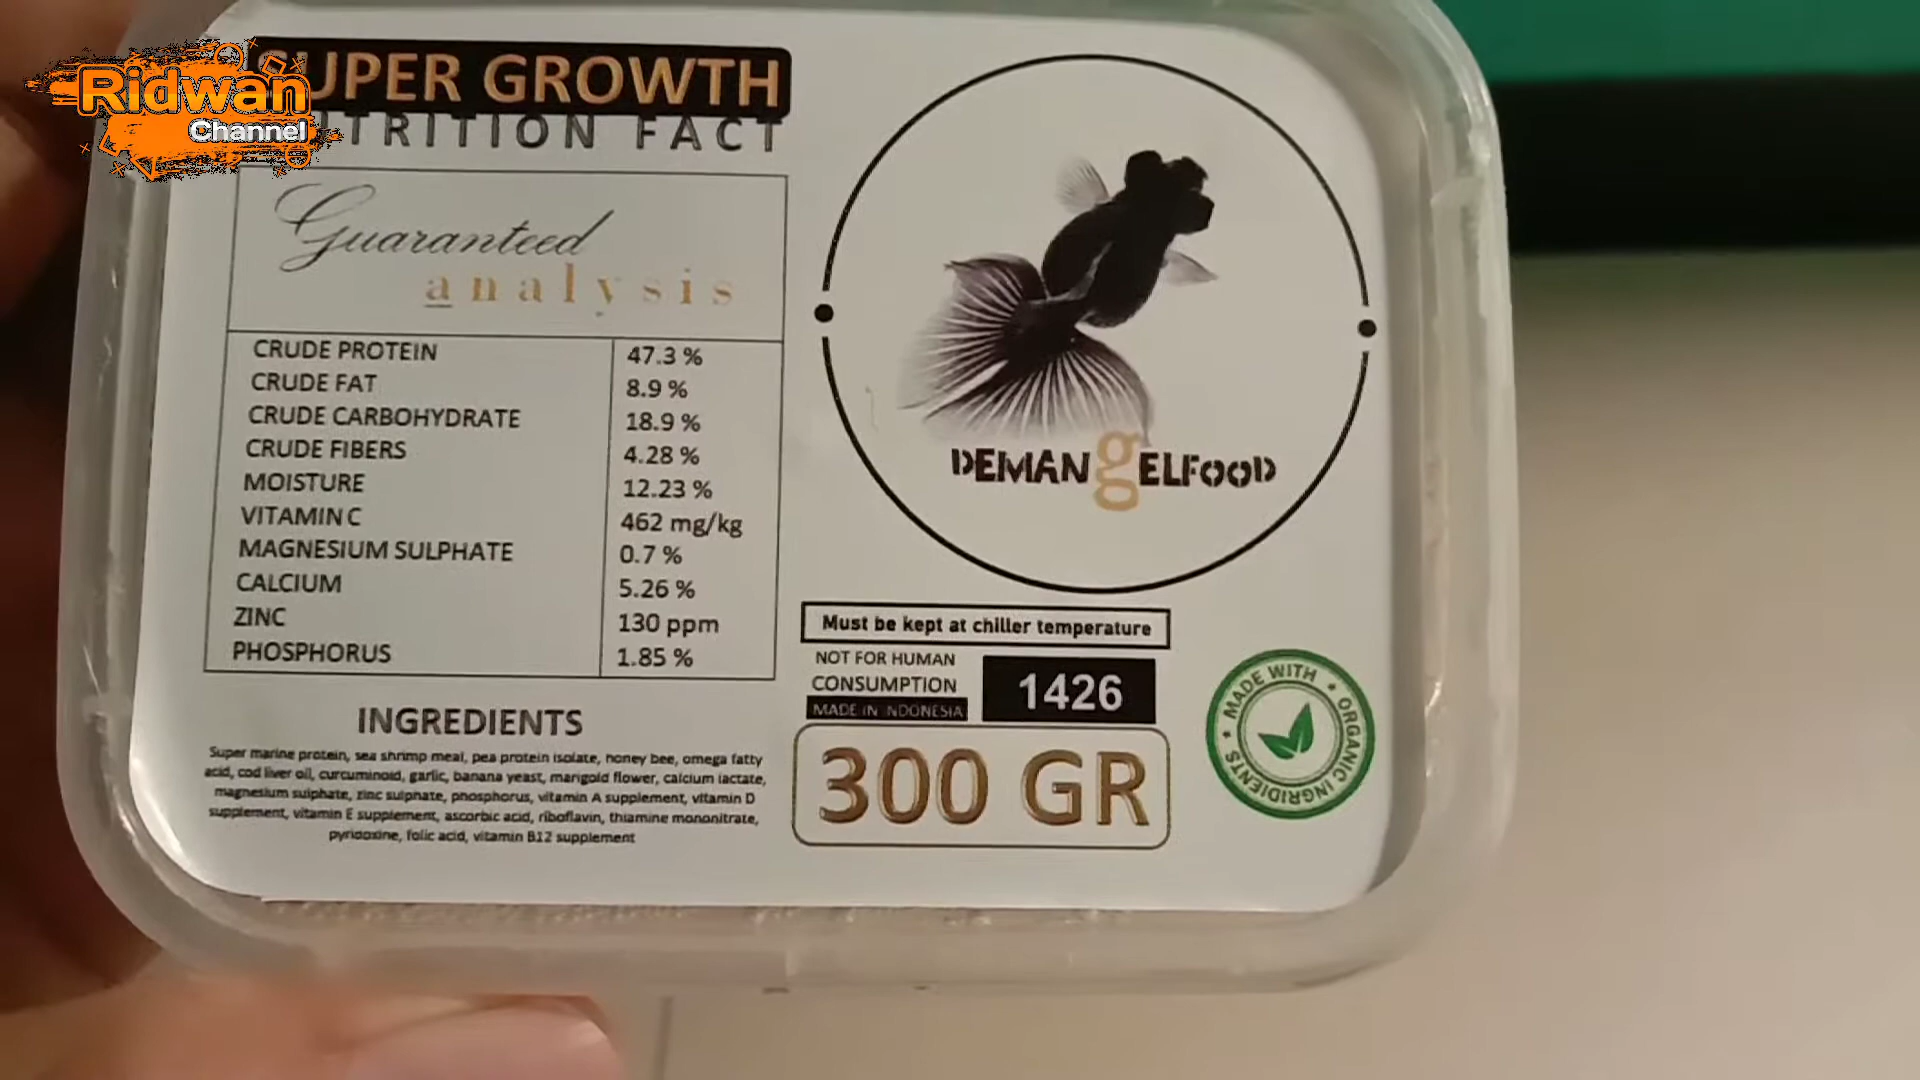 Ridwan
Channel
SUPER GROWTH
NUTRITION FACT
Guaranteed
analysis
CRUDE PROTEIN 47.3 %
CRUDE FAT 8.9 %
CRUDE CARBOHYDRATE 18.9 %
CRUDE FIBERS 4.28 %
MOISTURE 12.23 %
VITAMIN C 462 mg/kg
MAGNESIUM SULPHATE 0.7 %
CALCIUM 5.26 %
ZINC 130 ppm
PHOSPHORUS 1.85 %
INGREDIENTS
Super marine protein, sea shrimp meal, pea protein isolate, honey bee, omega fatty
acid, cod liver oil, curcuminoid, garlic, banana yeast, marigold flower, calcium lactate,
magnesium sulphate, zinc sulphate, phosphorus, vitamin A supplement, vitamin D
supplement, vitamin E supplement, ascorbic acid, riboflavin, thiamine mononitrate,
pyridoxine, folic acid, vitamin B12 supplement
DEMAN gELFOOD
Must be kept at chiller temperature
NOT FOR HUMAN
CONSUMPTION
MADE IN INDONESIA
1426
300 GR
MADE WITH * ORGANIC INGRIDIENTS *